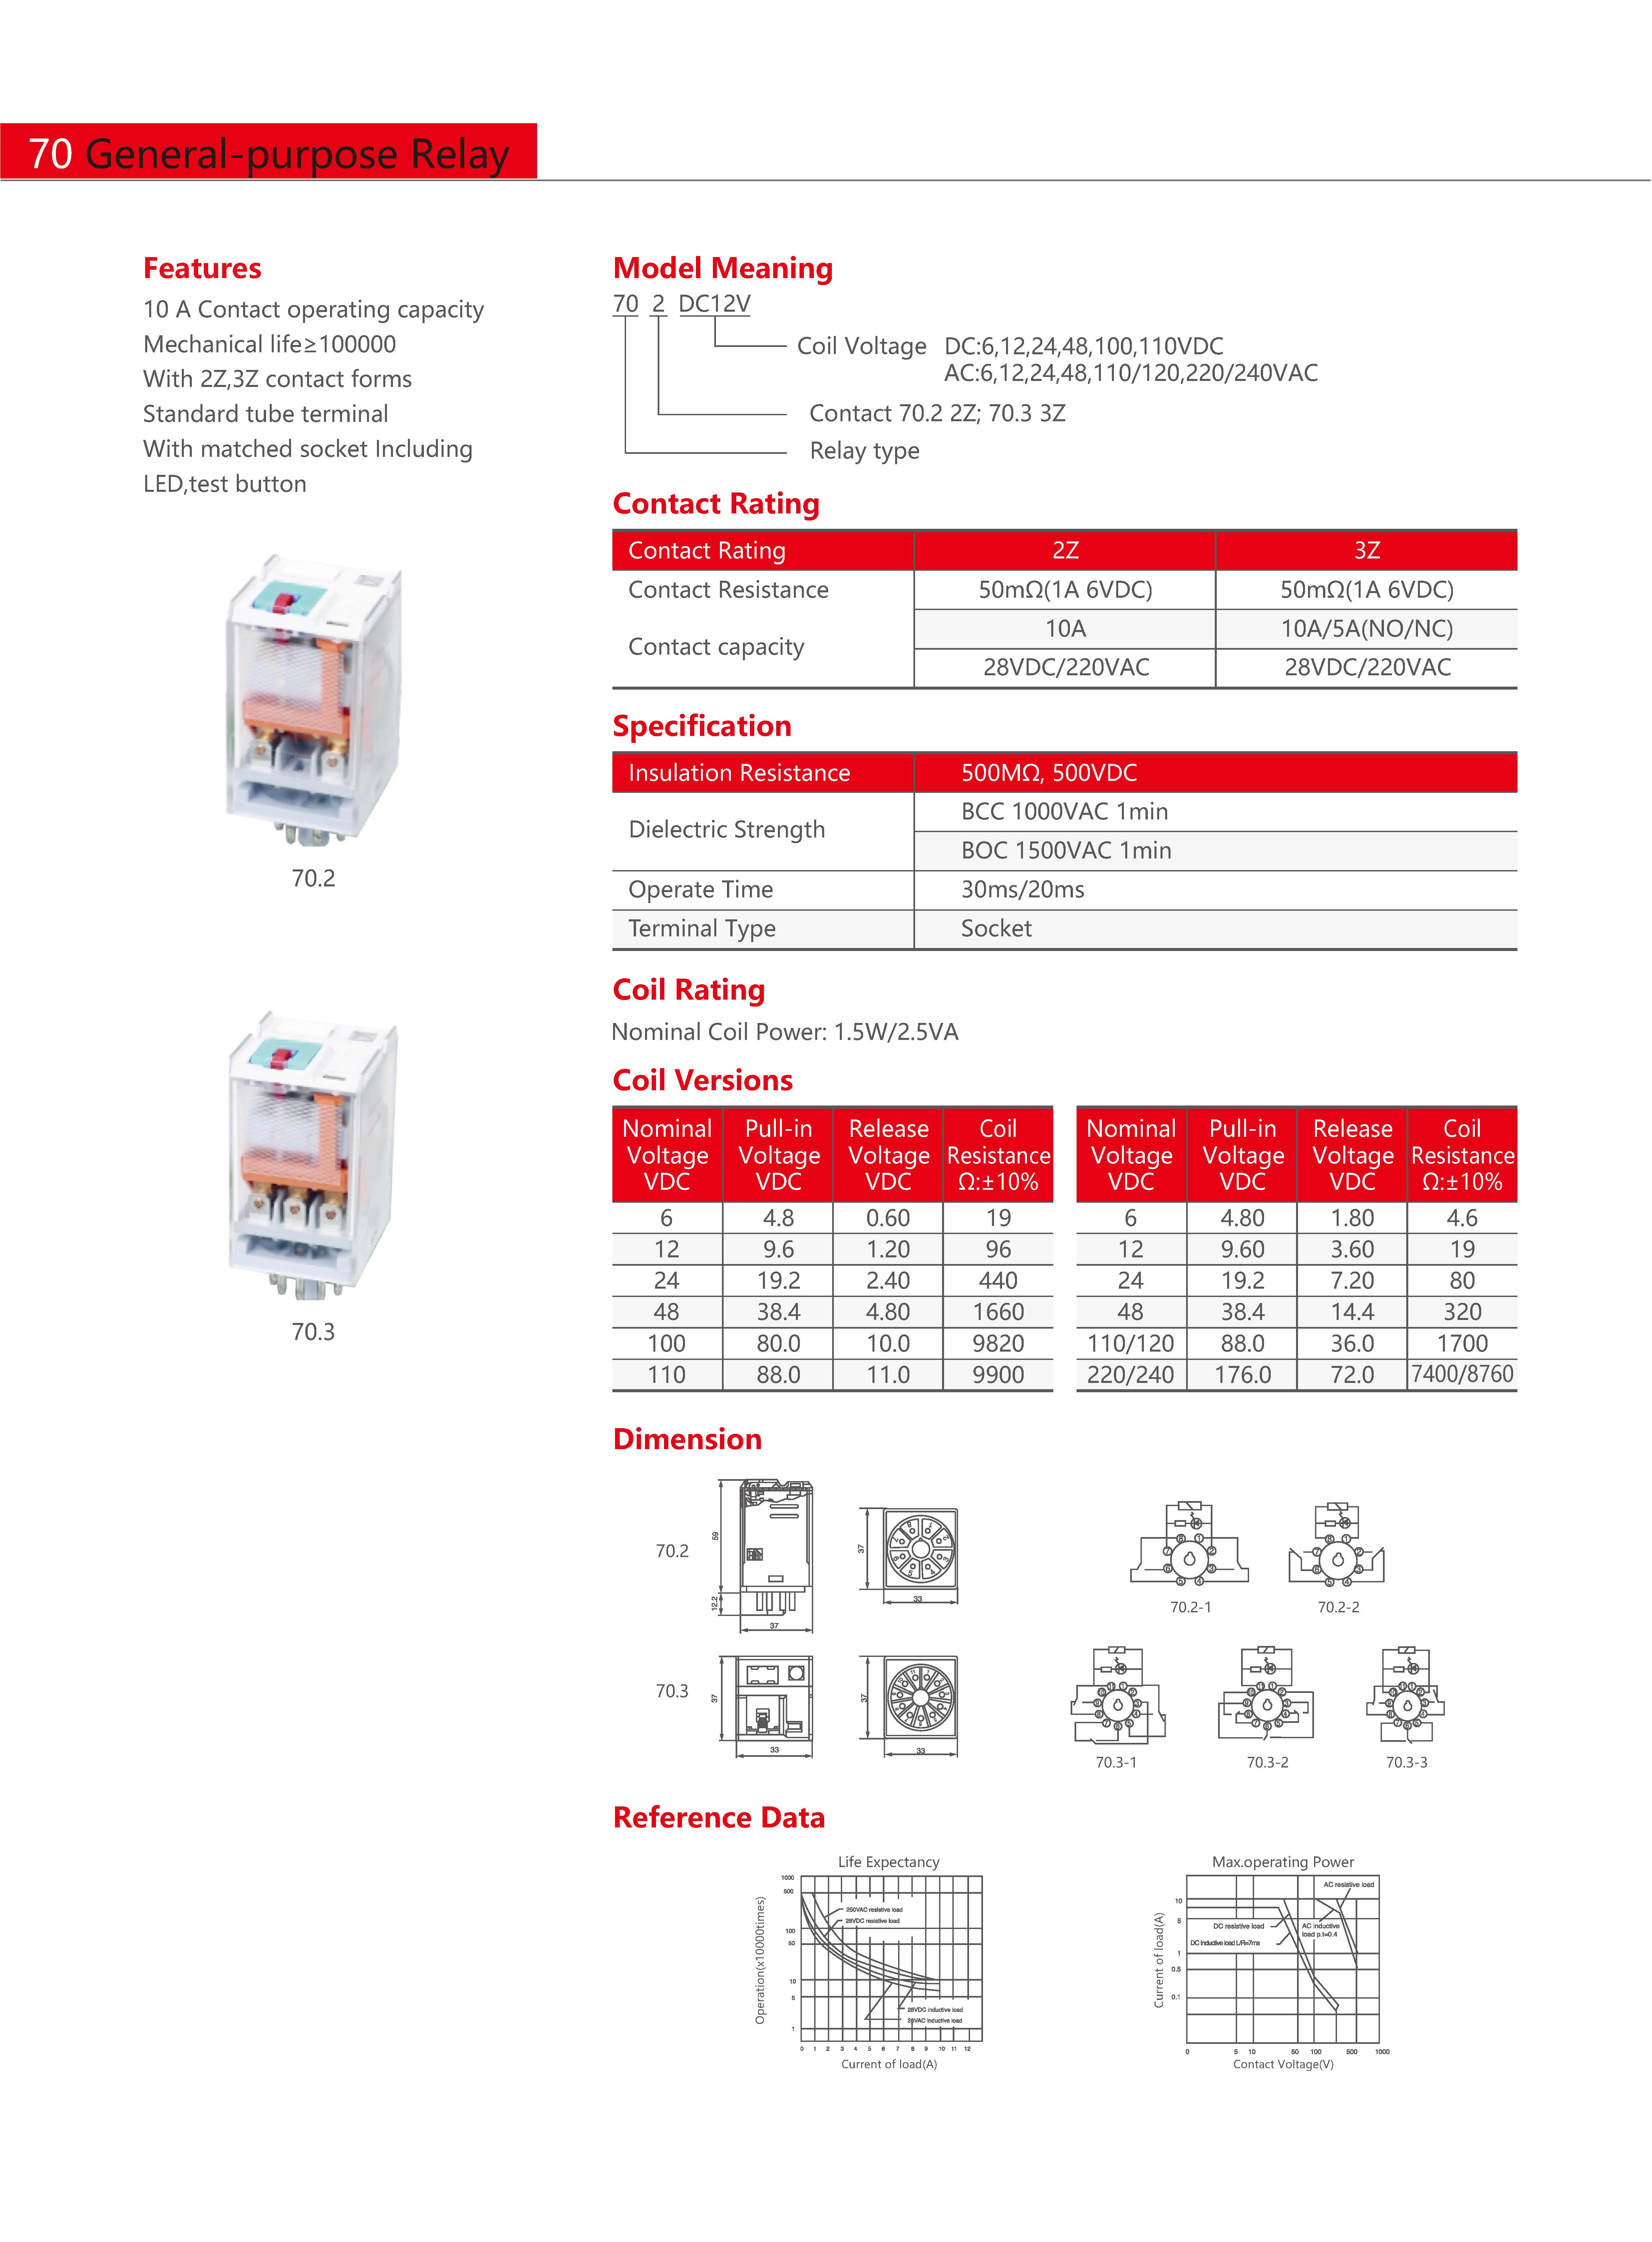 70 General-purpose Relay
Features
10 A Contact operating capacity
Mechanical life≥100000
With 2Z,3Z contact forms
Standard tube terminal
With matched socket Including
LED,test button
70.2
70.3
Model Meaning
70 2 DC12V
Coil Voltage DC:6,12,24,48,100,110VDC
AC:6,12,24,48,110/120,220/240VAC
Contact 70.2 2Z; 70.3 3Z
Relay type
Contact Rating
Contact Rating 2Z 3Z
Contact Resistance 50mΩ(1A 6VDC) 50mΩ(1A 6VDC)
Contact capacity 10A 10A/5A(NO/NC)
28VDC/220VAC 28VDC/220VAC
Specification
Insulation Resistance 500MΩ, 500VDC
Dielectric Strength BCC 1000VAC 1min
BOC 1500VAC 1min
Operate Time 30ms/20ms
Terminal Type Socket
Coil Rating
Nominal Coil Power: 1.5W/2.5VA
Coil Versions
Nominal Pull-in Release Coil Nominal Pull-in Release Coil
Voltage Voltage Voltage Resistance Voltage Voltage Voltage Resistance
VDC VDC VDC Ω:±10% VDC VDC VDC Ω:±10%
6 4.8 0.60 19 6 4.80 1.80 4.6
12 9.6 1.20 96 12 9.60 3.60 19
24 19.2 2.40 440 24 19.2 7.20 80
48 38.4 4.80 1660 48 38.4 14.4 320
100 80.0 10.0 9820 110/120 88.0 36.0 1700
110 88.0 11.0 9900 220/240 176.0 72.0 7400/8760
Dimension
70.2
59
12.2
37
37
33
70.2-1
70.2-2
70.3
37
33
37
33
70.3-1
70.3-2
70.3-3
Reference Data
Life Expectancy
Operation(x10000times)
1000
500
100
50
10
5
1
250VAC resistive load
28VDC resistive load
28VDC inductive load
28VAC inductive load
0 1 2 3 4 5 6 7 8 9 10 11 12
Current of load(A)
Max.operating Power
Current of load(A)
10
5
1
0.5
0.1
AC resistive load
DC resistive load
AC inductive
load p.f.=0.4
DC Inductive load L/R=7ms
0 5 10 50 100 500 1000
Contact Voltage(V)